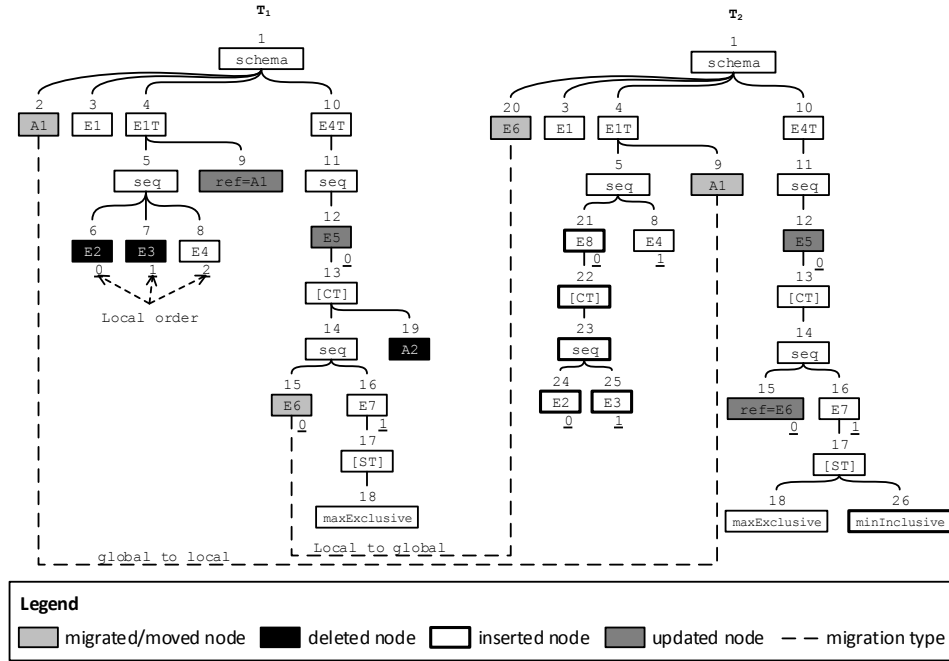 T₁ T₂
1 1
schema schema
2 3 4 10 20 3 4 10
A1 E1 E1T E4T E6 E1 E1T E4T
5 9 11 5 9 11
seq ref=A1 seq seq A1 seq
6 7 8 12 21 8 12
E2 E3 E4 E5 E8 E4 E5
0 1 2 0 0 1 0
13 22 13
Local order [CT] [CT] [CT]
14 19 23 14
seq A2 seq seq
15 16 24 25 15 16
E6 E7 E2 E3 ref=E6 E7
0 1 0 1 0 1
17 17
[ST] [ST]
18 18 26
maxExclusive maxExclusive minInclusive
Local to global
global to local
Legend
migrated/moved node deleted node inserted node updated node migration type